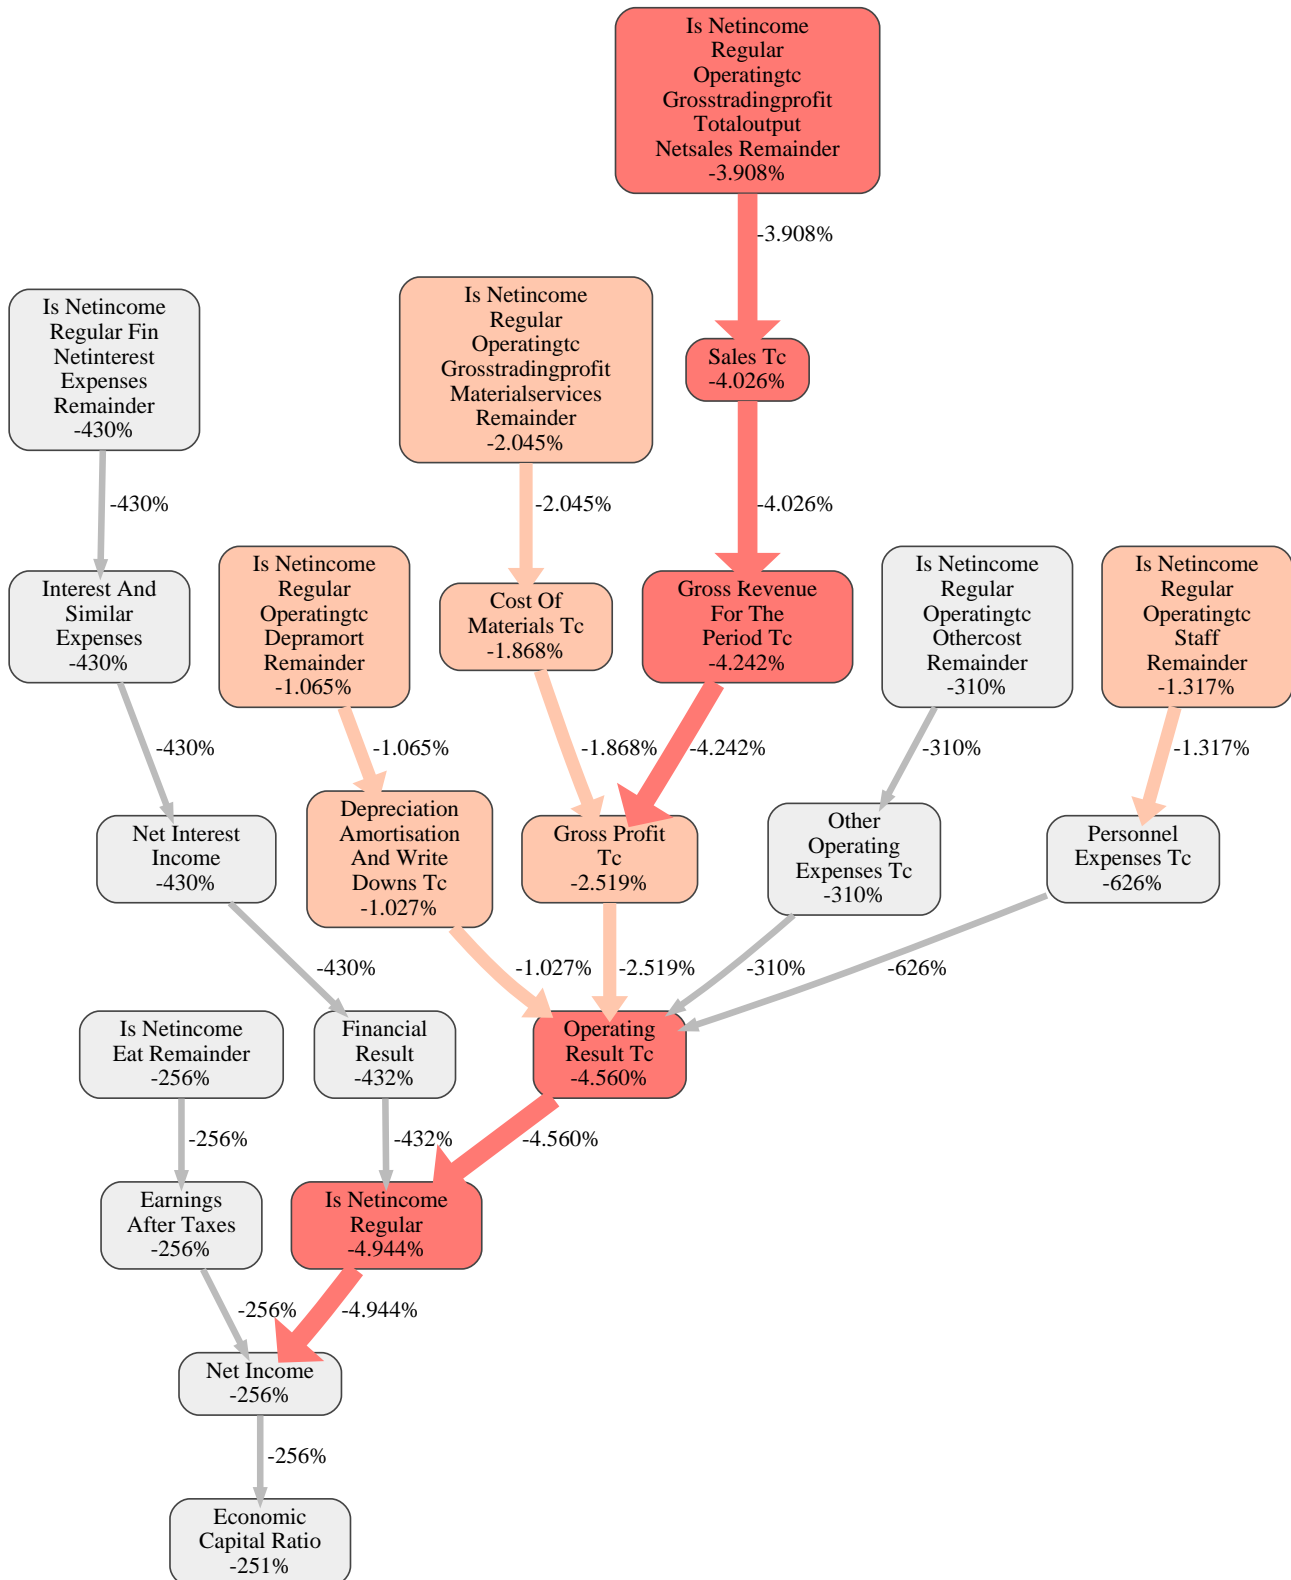 Is Netincome
Regular
Operatingtc
Grosstradingprofit
Totaloutput
Netsales Remainder
-3.908%
-3.908%
Is Netincome
Regular Fin
Netinterest
Expenses
Remainder
-430%
Is Netincome
Regular
Operatingtc
Grosstradingprofit
Materialservices
Remainder
-2.045%
Sales Tc
-4.026%
-430%
-2.045%
-4.026%
Interest And
Similar
Expenses
-430%
Is Netincome
Regular
Operatingtc
Depramort
Remainder
-1.065%
Cost Of
Materials Tc
-1.868%
Gross Revenue
For The
Period Tc
-4.242%
Is Netincome
Regular
Operatingtc
Othercost
Remainder
-310%
Is Netincome
Regular
Operatingtc
Staff
Remainder
-1.317%
-430%
-1.065%
-1.868%
-4.242%
-310%
-1.317%
Net Interest
Income
-430%
Depreciation
Amortisation
And Write
Downs Tc
-1.027%
Gross Profit
Tc
-2.519%
Other
Operating
Expenses Tc
-310%
Personnel
Expenses Tc
-626%
-430%
-1.027%
-2.519%
-310%
-626%
Is Netincome
Eat Remainder
-256%
Financial
Result
-432%
Operating
Result Tc
-4.560%
-256%
-432%
-4.560%
Earnings
After Taxes
-256%
Is Netincome
Regular
-4.944%
-256%
-4.944%
Net Income
-256%
-256%
Economic
Capital Ratio
-251%